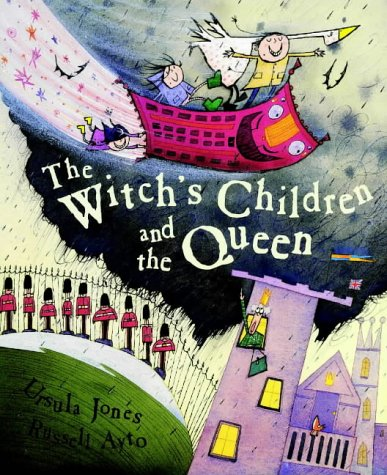 The
Witch's Children
and
the Queen
Ursula Jones
Russell Ayto